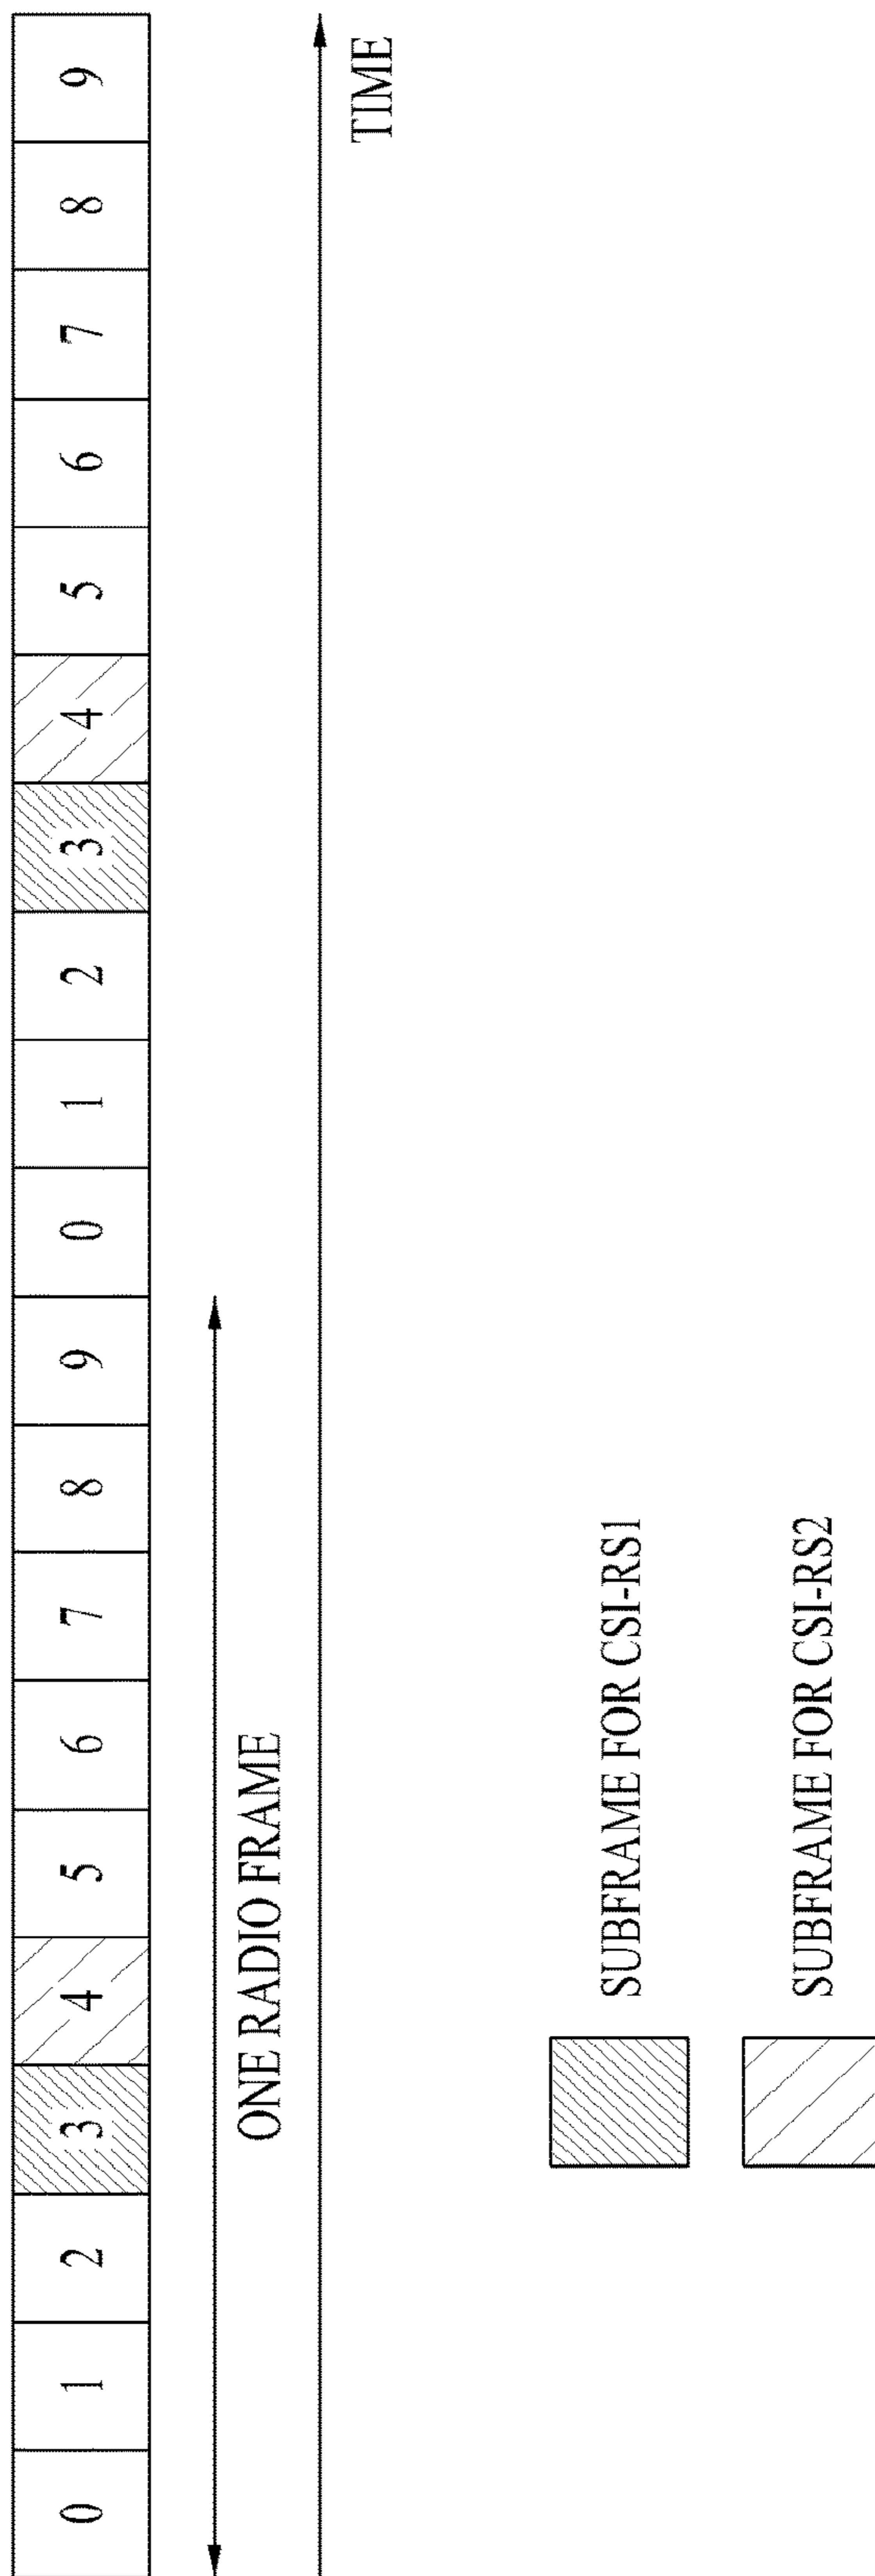 0 1 2 3 4 5 6 7 8 9 0 1 2 3 4 5 6 7 8 9
ONE RADIO FRAME
TIME
SUBFRAME FOR CSI-RS1
SUBFRAME FOR CSI-RS2